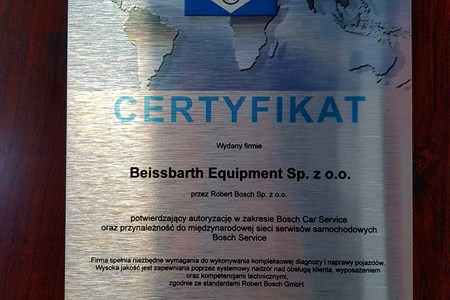 CERTYFIKAT
Wydany firmie
Beissbarth Equipment Sp. z o.o.
przez Robert Bosch Sp. z o.o.
potwierdzający autoryzację w zakresie Bosch Car Service
oraz przynależność do międzynarodowej sieci serwisów samochodowych
Bosch Service
Firma spełnia niezbędne wymagania do wykonywania kompleksowej diagnozy i naprawy pojazdów.
Wysoka jakość jest zapewniana poprzez systemowy nadzór nad obsługą klienta, wyposażeniem
oraz kompetencjami technicznymi,
zgodnie ze standardami Robert Bosch GmbH.